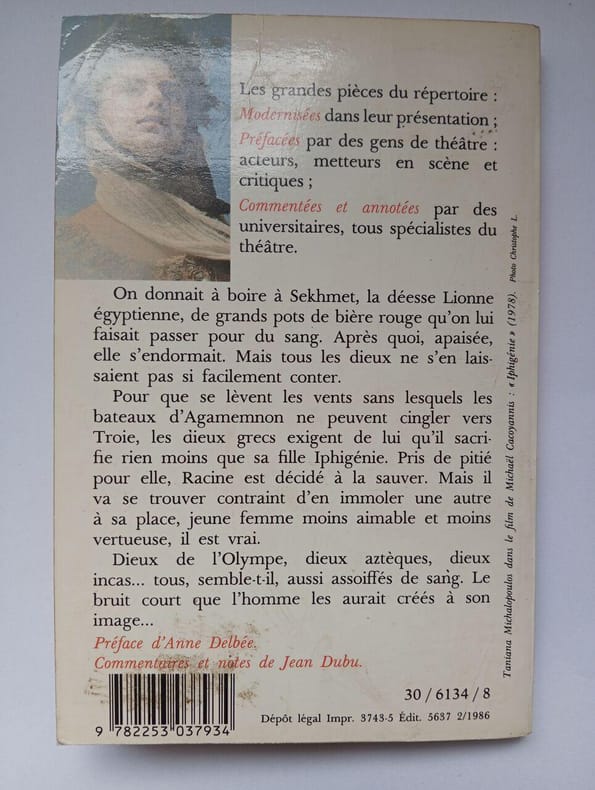 Les grandes pièces du répertoire :
Modernisées dans leur présentation ;
Préfacées par des gens de théâtre :
acteurs, metteurs en scène et
critiques ;
Commentées et annotées par des
universitaires, tous spécialistes du
théâtre.
On donnait à boire à Sekhmet, la déesse Lionne
égyptienne, de grands pots de bière rouge qu'on lui
faisait passer pour du sang. Après quoi, apaisée,
elle s'endormait. Mais tous les dieux ne s'en lais-
saient pas si facilement conter.
Pour que se lèvent les vents sans lesquels les
bateaux d'Agamemnon ne peuvent cingler vers
Troie, les dieux grecs exigent de lui qu'il sacri-
fie rien moins que sa fille Iphigénie. Pris de pitié
pour elle, Racine est décidé à la sauver. Mais il
va se trouver contraint d'en immoler une autre
à sa place, jeune femme moins aimable et moins
vertueuse, il est vrai.
Dieux de l'Olympe, dieux aztèques, dieux
incas... tous, semble-t-il, aussi assoiffés de sang. Le
bruit court que l'homme les aurait créés à son
image...
Préface d'Anne Delbée.
Commentaires et notes de Jean Dubu.
30 / 6134 / 8
Dépôt légal Impr. 3743-5 Édit. 5637 2/1986
9 782253 037934
Taniana Michalopoulos dans le film de Michaël Cacoyannis : « Iphigénie » (1978). Photo Christophe L.